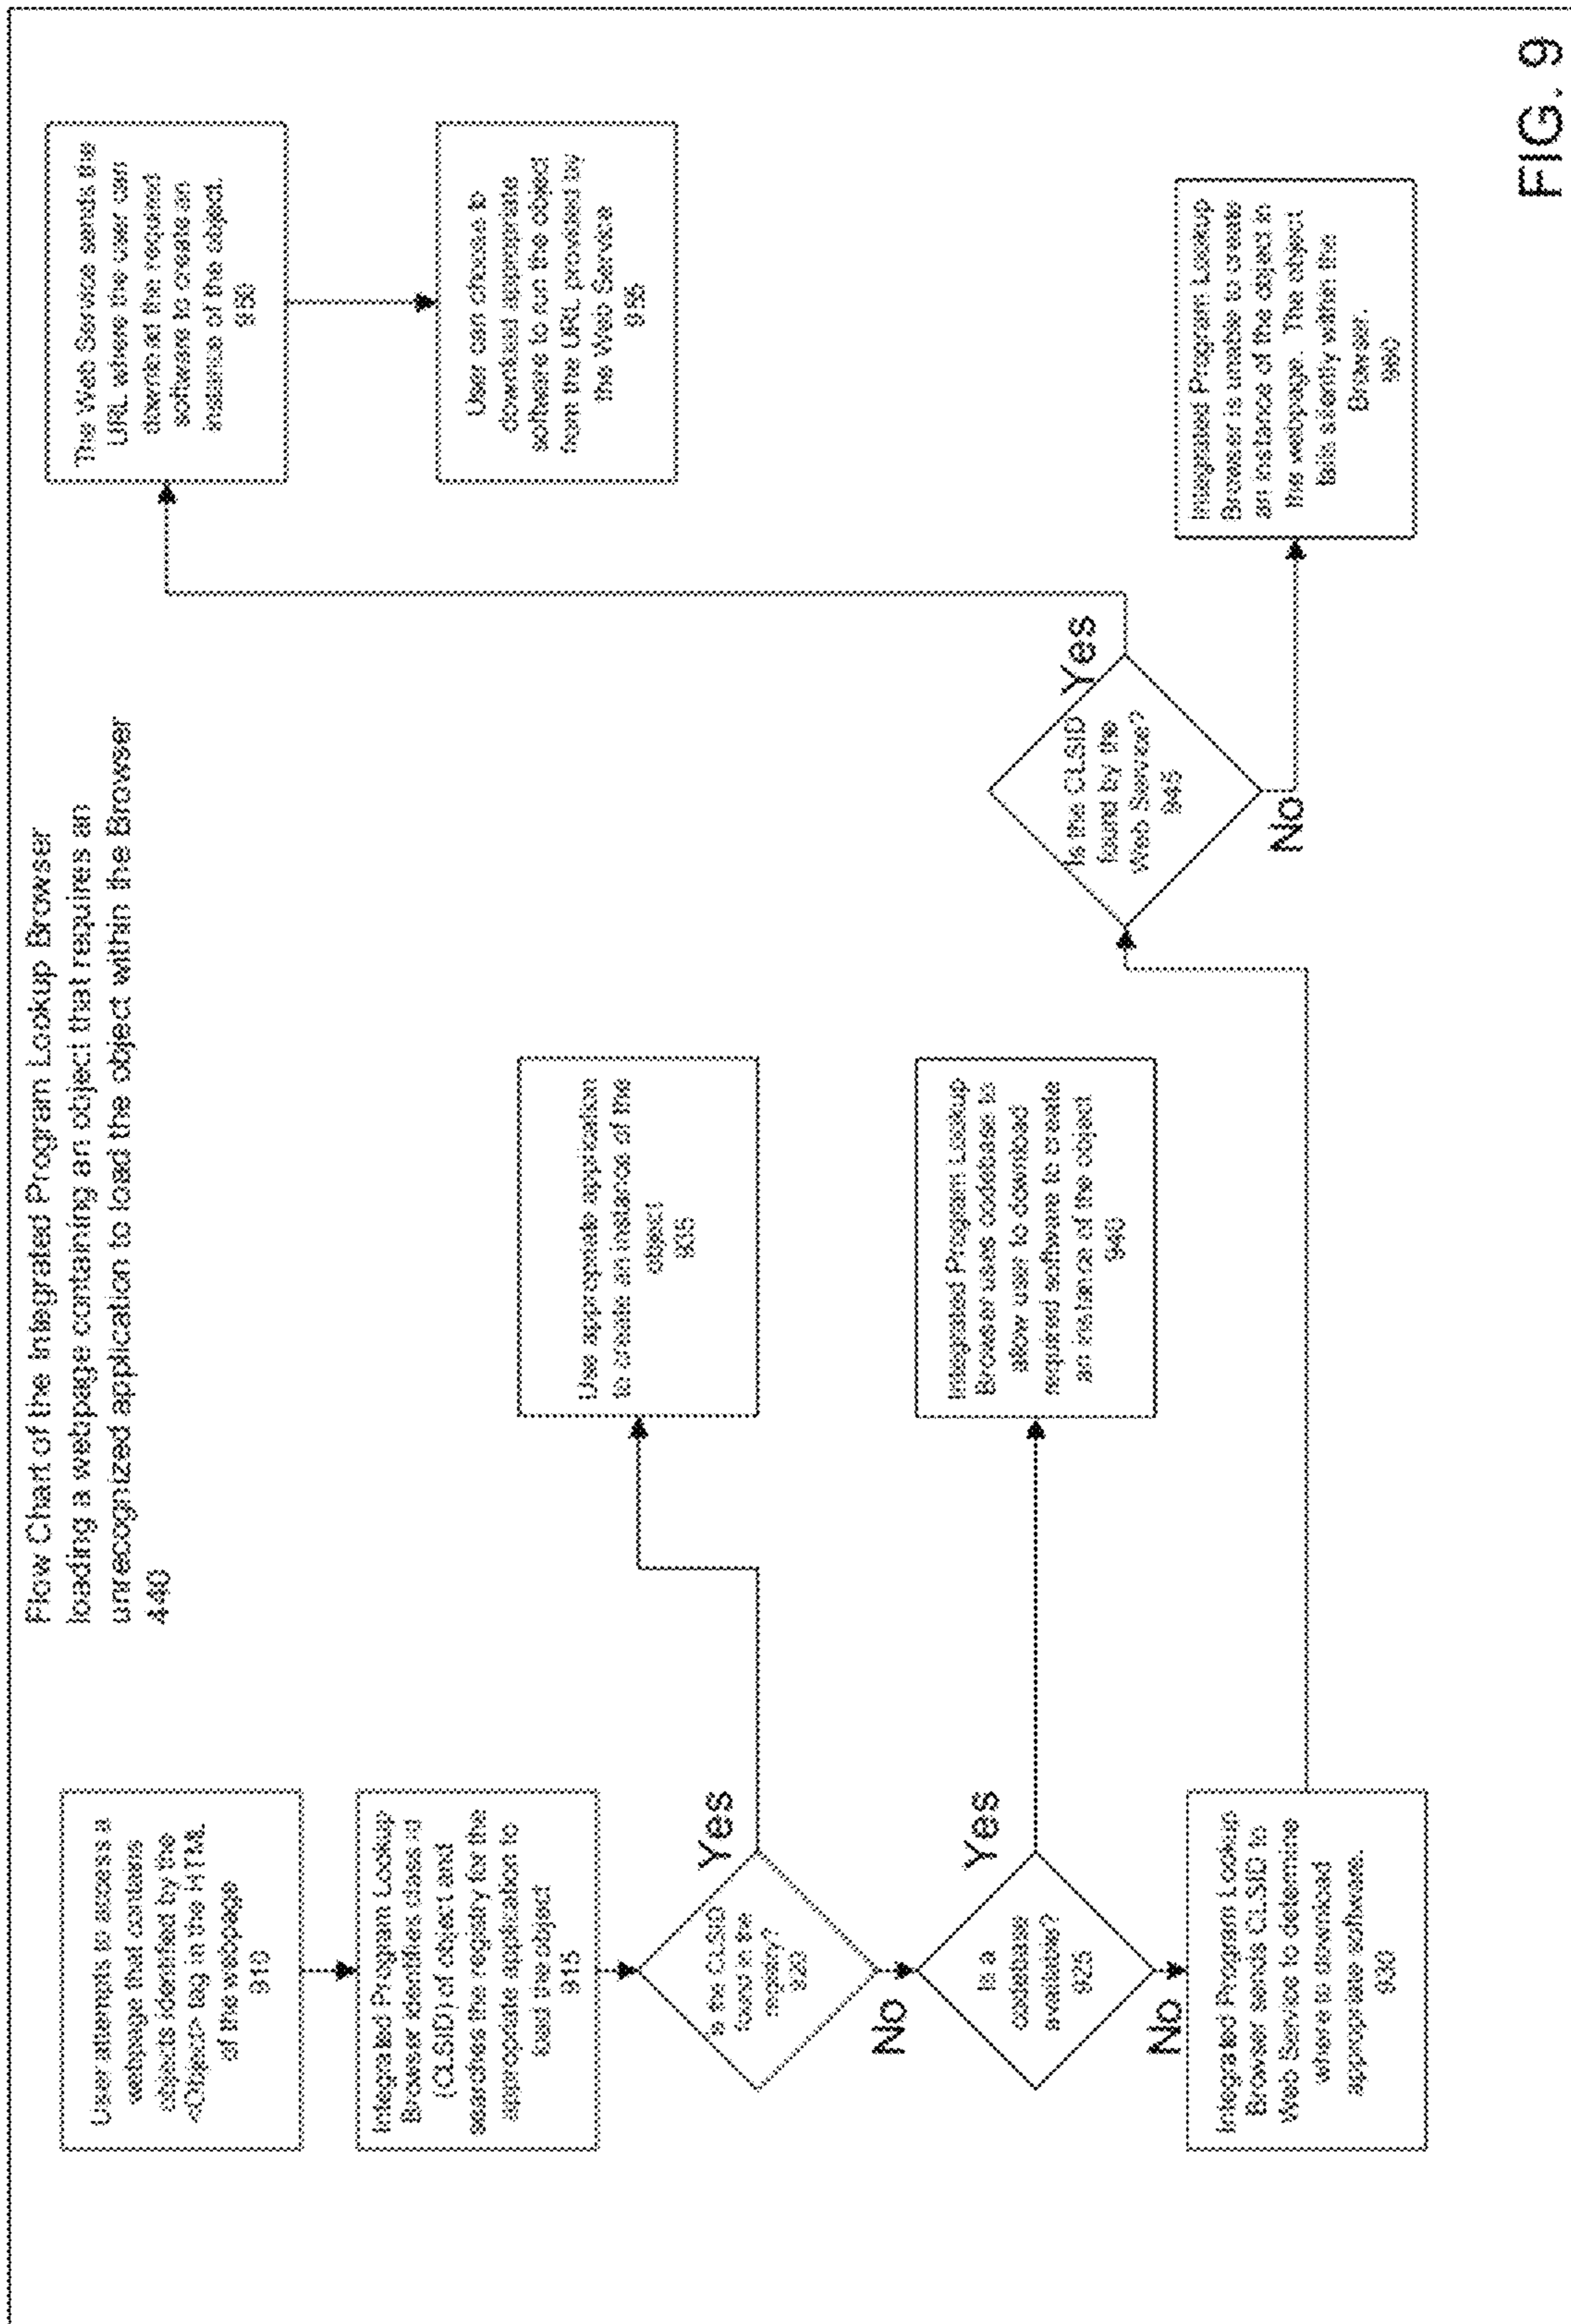 Flow Chart of the Integrated Program Lookup Browser
loading a webpage containing an object that requires an
unrecognized application to load the object within the Browser
440
User attempts to access a
webpage that contains
objects identified by the
<Object> tag in the HTML
of the webpage
910
Integrated Program Lookup
Browser identifies class id
(CLSID) of object and
searches the registry for the
appropriate application to
load the object
915
Is the CLSID
found in the
registry?
920
Yes
No
Use appropriate application
to create an instance of the
object
935
Is a
codebase
available?
925
Yes
No
Integrated Program Lookup
Browser uses codebase to
allow user to download
required software to create
an instance of the object
940
Integrated Program Lookup
Browser sends CLSID to
Web Service to determine
where to download
appropriate software.
930
Is the CLSID
found by the
Web Service?
945
Yes
No
The Web Service sends the
URL where the user can
download the required
software to create an
instance of the object.
950
User can choose to
download appropriate
software to run the object
from the URL provided by
the Web Service
955
Integrated Program Lookup
Browser is unable to create
an instance of the object in
the webpage. The object
fails silently within the
Browser.
960
FIG. 9